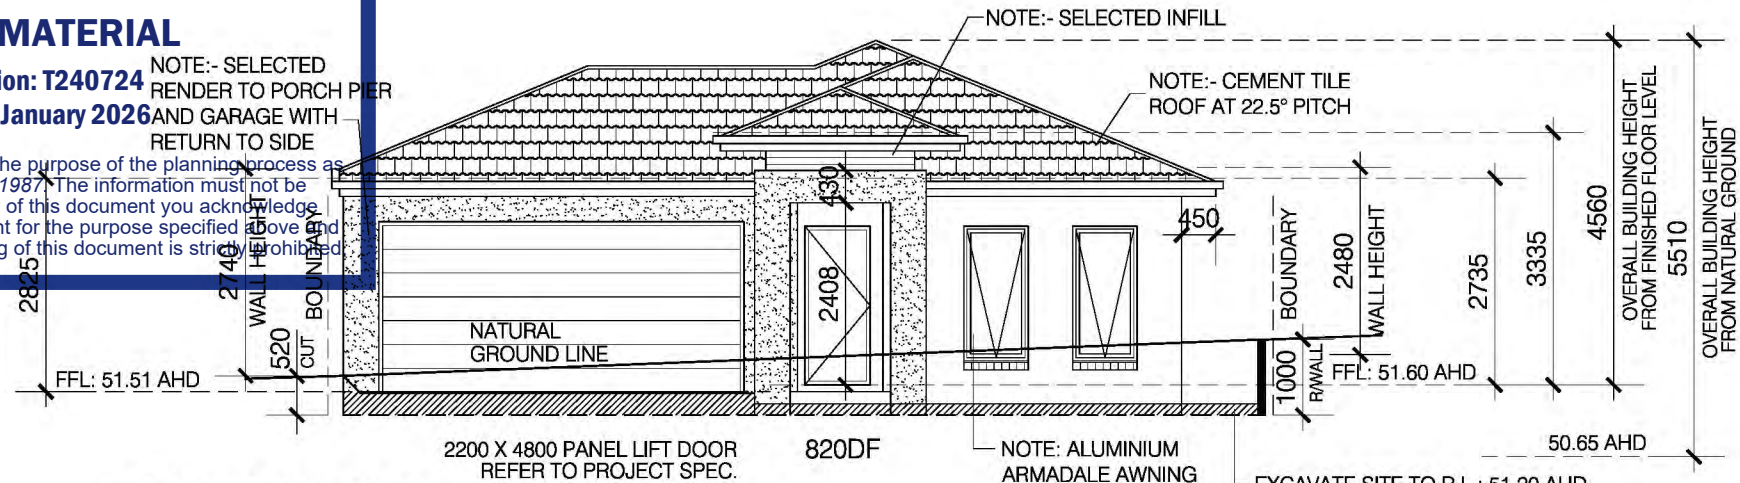 MATERIAL
ion: T240724
January 2026
he purpose of the planning process as
1987. The information must not be
of this document you acknowledge
nt for the purpose specified above and
g of this document is strictly prohibited
NOTE:- SELECTED
RENDER TO PORCH PIER
AND GARAGE WITH
RETURN TO SIDE
NOTE:- SELECTED INFILL
NOTE:- CEMENT TILE
ROOF AT 22.5° PITCH
2825
2740
WALL HEIGHT
BOUNDARY
520
CUT
FFL: 51.51 AHD
NATURAL
GROUND LINE
430
2408
450
BOUNDARY
1000
R/WALL
2480
WALL HEIGHT
FFL: 51.60 AHD
2735
3335
4560
OVERALL BUILDING HEIGHT
FROM FINISHED FLOOR LEVEL
5510
OVERALL BUILDING HEIGHT
FROM NATURAL GROUND
50.65 AHD
2200 X 4800 PANEL LIFT DOOR
REFER TO PROJECT SPEC.
820DF
NOTE: ALUMINIUM
ARMADALE AWNING
EXCAVATE SITE TO R.L.: 51.20 AHD